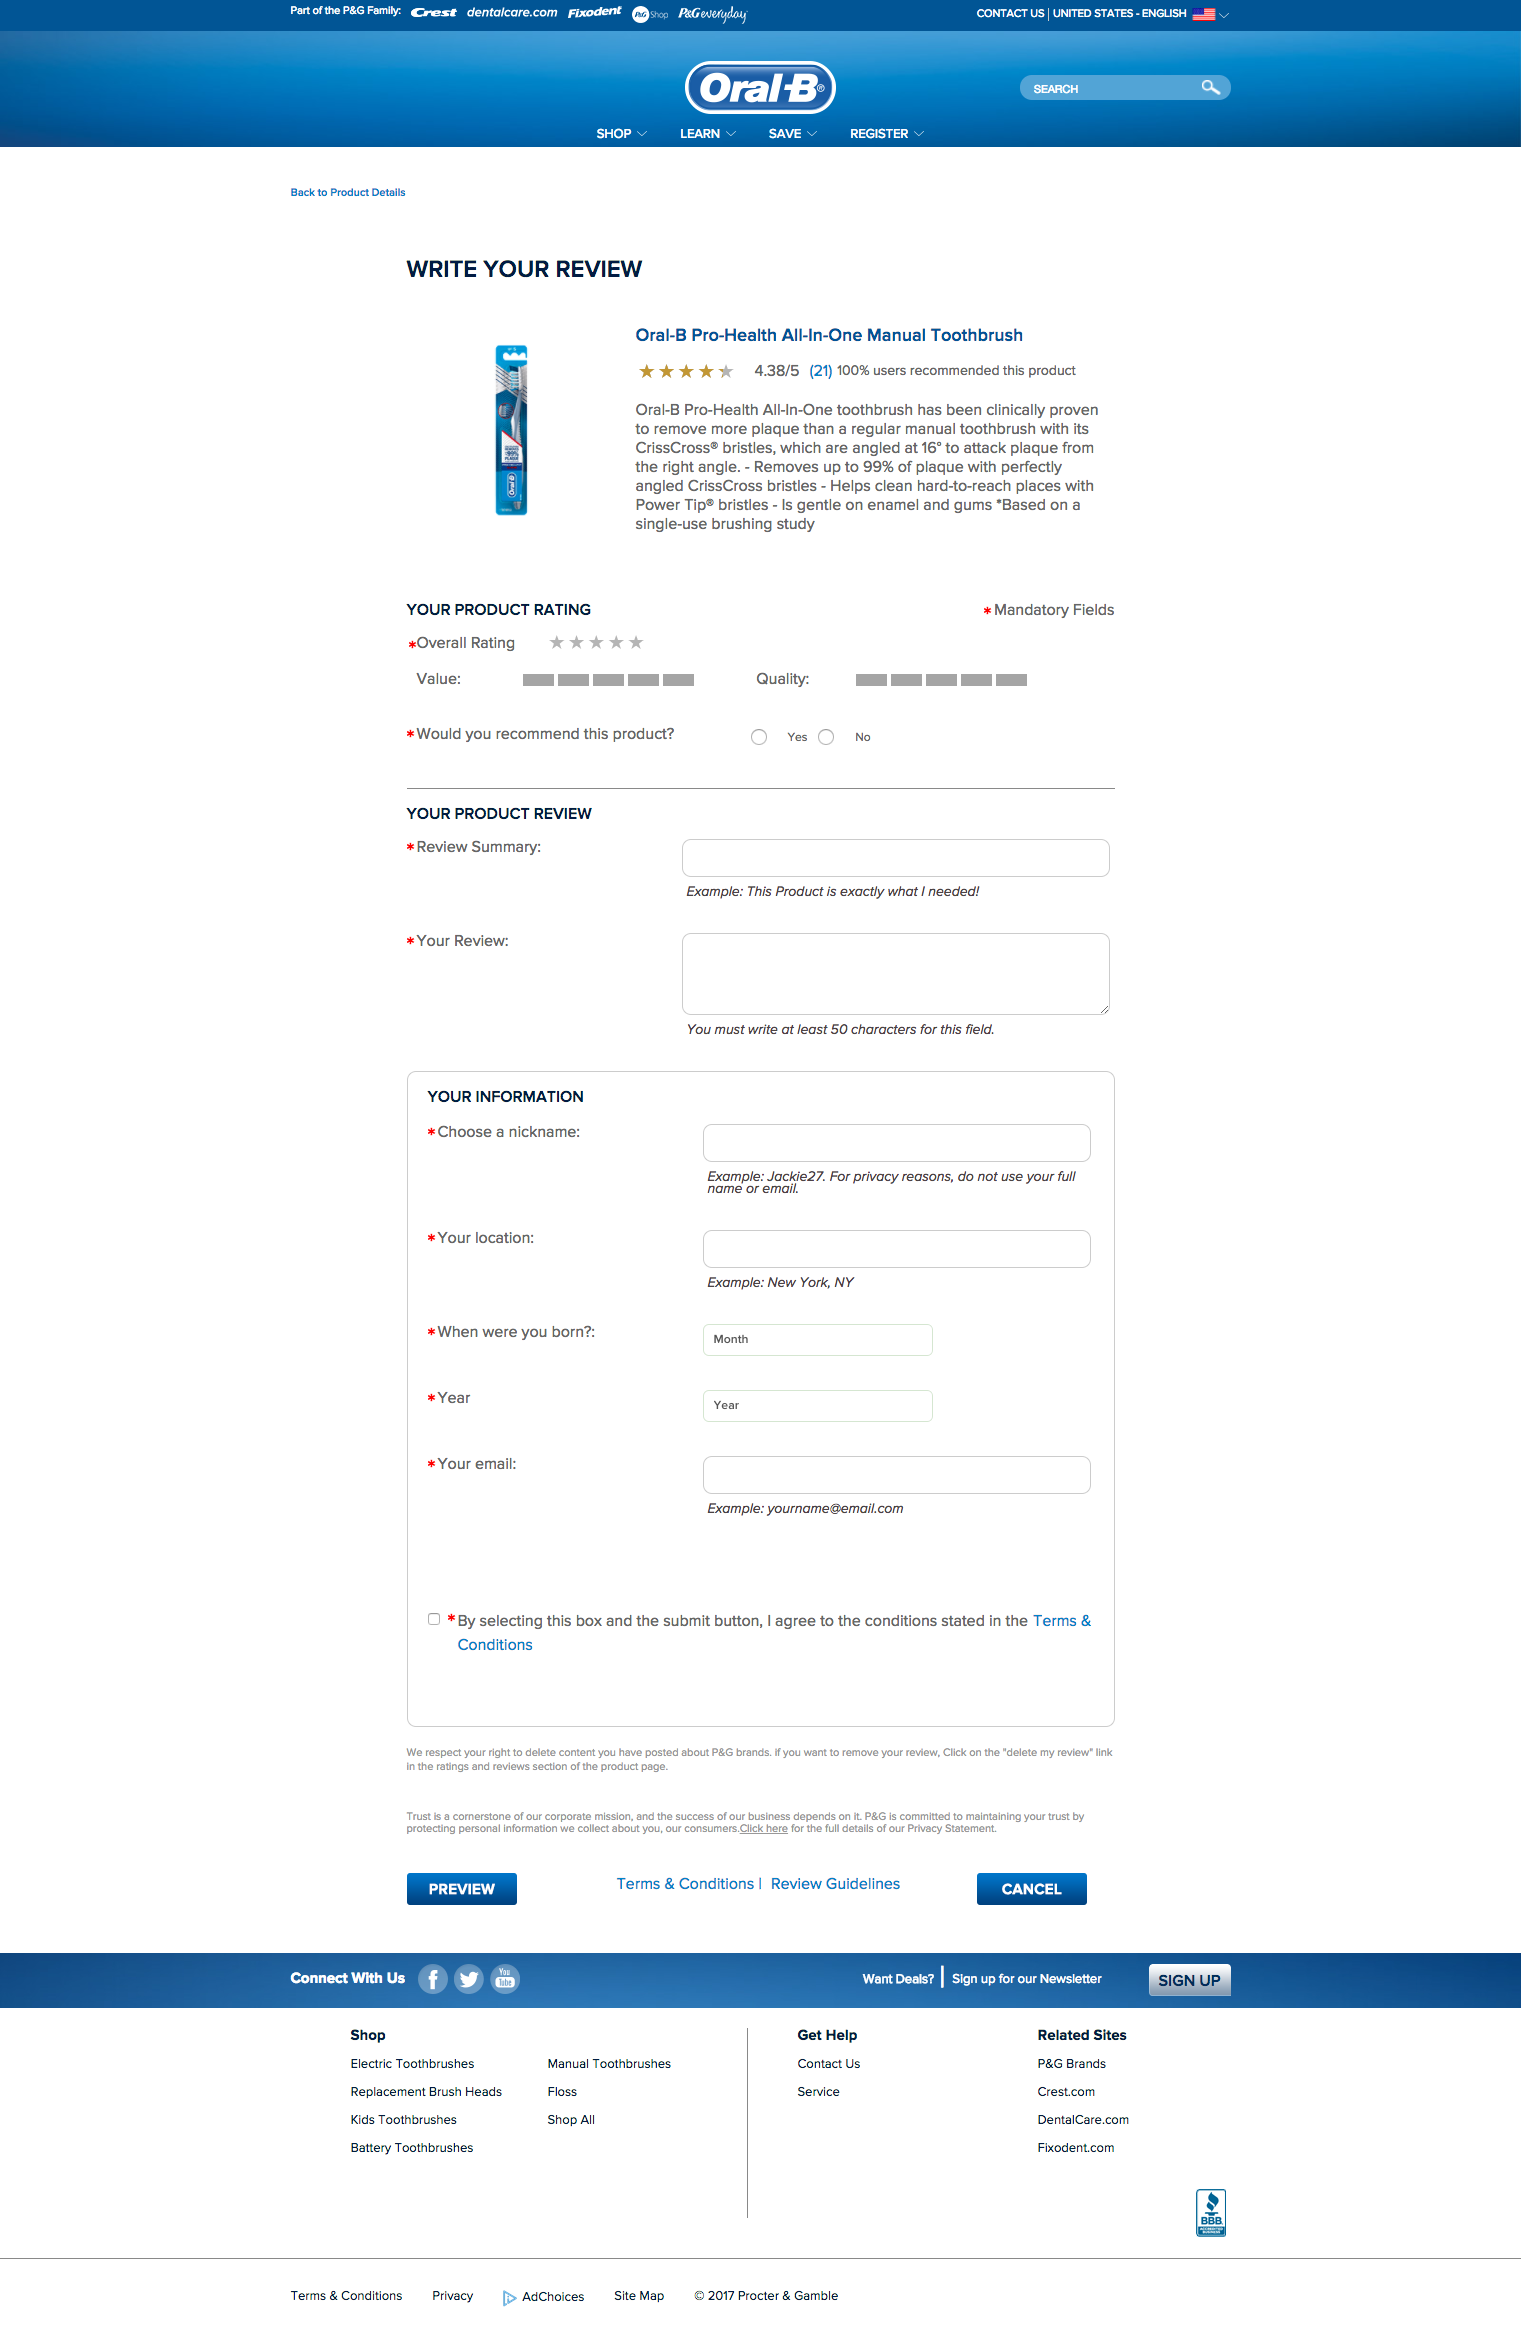 Part of the P&G Family: Crest dentalcare.com Fixodent P&G Shop P&G everyday
CONTACT US | UNITED STATES - ENGLISH
Oral-B®
SEARCH
SHOP LEARN SAVE REGISTER
Back to Product Details
WRITE YOUR REVIEW
Oral-B Pro-Health All-In-One Manual Toothbrush
4.38/5 (21) 100% users recommended this product
Oral-B Pro-Health All-In-One toothbrush has been clinically proven
to remove more plaque than a regular manual toothbrush with its
CrissCross® bristles, which are angled at 16° to attack plaque from
the right angle. - Removes up to 99% of plaque with perfectly
angled CrissCross bristles - Helps clean hard-to-reach places with
Power Tip® bristles - Is gentle on enamel and gums *Based on a
single-use brushing study
Oral-B
YOUR PRODUCT RATING
* Mandatory Fields
*Overall Rating
Value:
Quality:
*Would you recommend this product?
Yes
No
YOUR PRODUCT REVIEW
*Review Summary:
Example: This Product is exactly what I needed!
*Your Review:
You must write at least 50 characters for this field.
YOUR INFORMATION
*Choose a nickname:
Example: Jackie27. For privacy reasons, do not use your full
name or email.
*Your location:
Example: New York, NY
*When were you born?:
Month
*Year
Year
*Your email:
Example: yourname@email.com
*By selecting this box and the submit button, I agree to the conditions stated in the Terms &
Conditions
We respect your right to delete content you have posted about P&G brands. if you want to remove your review, Click on the "delete my review" link
in the ratings and reviews section of the product page.
Trust is a cornerstone of our corporate mission, and the success of our business depends on it. P&G is committed to maintaining your trust by
protecting personal information we collect about you, our consumers.Click here for the full details of our Privacy Statement.
PREVIEW
Terms & Conditions | Review Guidelines
CANCEL
Connect With Us
You Tube
Want Deals? | Sign up for our Newsletter
SIGN UP
Shop
Electric Toothbrushes
Replacement Brush Heads
Kids Toothbrushes
Battery Toothbrushes
Manual Toothbrushes
Floss
Shop All
Get Help
Contact Us
Service
Related Sites
P&G Brands
Crest.com
DentalCare.com
Fixodent.com
BBB
ACCREDITED
BUSINESS
Terms & Conditions
Privacy
AdChoices
Site Map
© 2017 Procter & Gamble